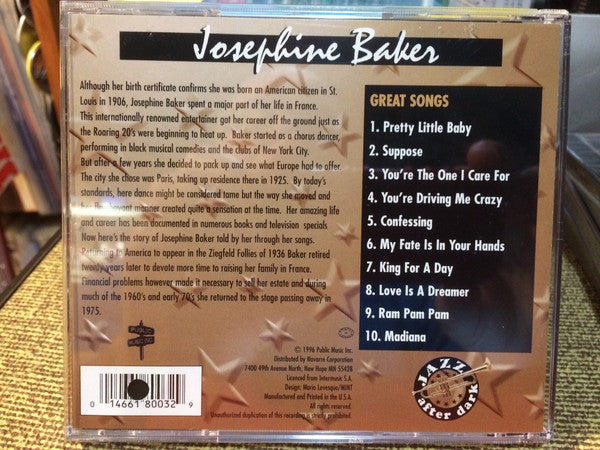 Josephine Baker
Although her birth certificate confirms she was born an American citizen in St.
Louis in 1906, Josephine Baker spent a major part of her life in France.
This internationally renowned entertainer got her career off the ground just as
the Roaring 20's were beginning to heat up. Baker started as a chorus dancer,
performing in black musical comedies and the clubs of New York City.
But after a few years she decided to pack up and see what Europe had to offer.
The city she chose was Paris, taking up residence there in 1925. By today's
standards, here dance might be considered tame but the way she moved and
her flamboyant manner created quite a sensation at the time. Her amazing life
and career has been documented in numerous books and television specials
Now here's the story of Josephine Baker told by her through her songs.
Returning to America to appear in the Ziegfeld Follies of 1936 Baker retired
twenty years later to devote more time to raising her family in France.
Financial problems however made it necessary to sell her estate and during
much of the 1960's and early 70's she returned to the stage passing away in
1975.
GREAT SONGS
1. Pretty Little Baby
2. Suppose
3. You're The One I Care For
4. You're Driving Me Crazy
5. Confessing
6. My Fate Is In Your Hands
7. King For A Day
8. Love Is A Dreamer
9. Ram Pam Pam
10. Madiana
PUBLIC
MUSIC INC
© 1996 Public Music Inc.
Distributed by Navarre Corporation
7400 49th Avenue North, New Hope MN 55428
Licenced from Intermusic S.A.
Design: Mario Levesque/MINT
Manufactured and Printed in the U.S.A.
All rights reserved.
Unauthorized duplication of this recording is strictly prohibited.
0 14661 80032 9
JAZZ
after dark